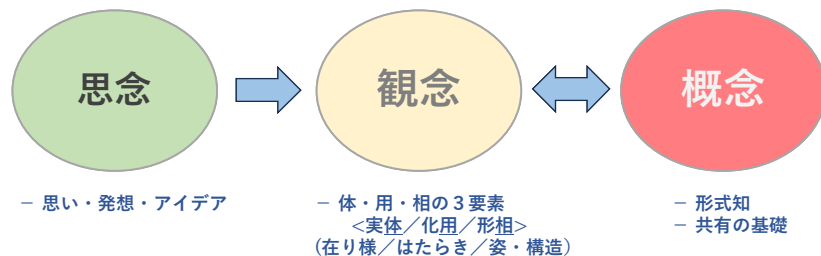 思念
観念
概念
− 思い・発想・アイデア
− 体・用・相の３要素
<実体／化用／形相>
(在り様／はたらき／姿・構造）
− 形式知
− 共有の基礎